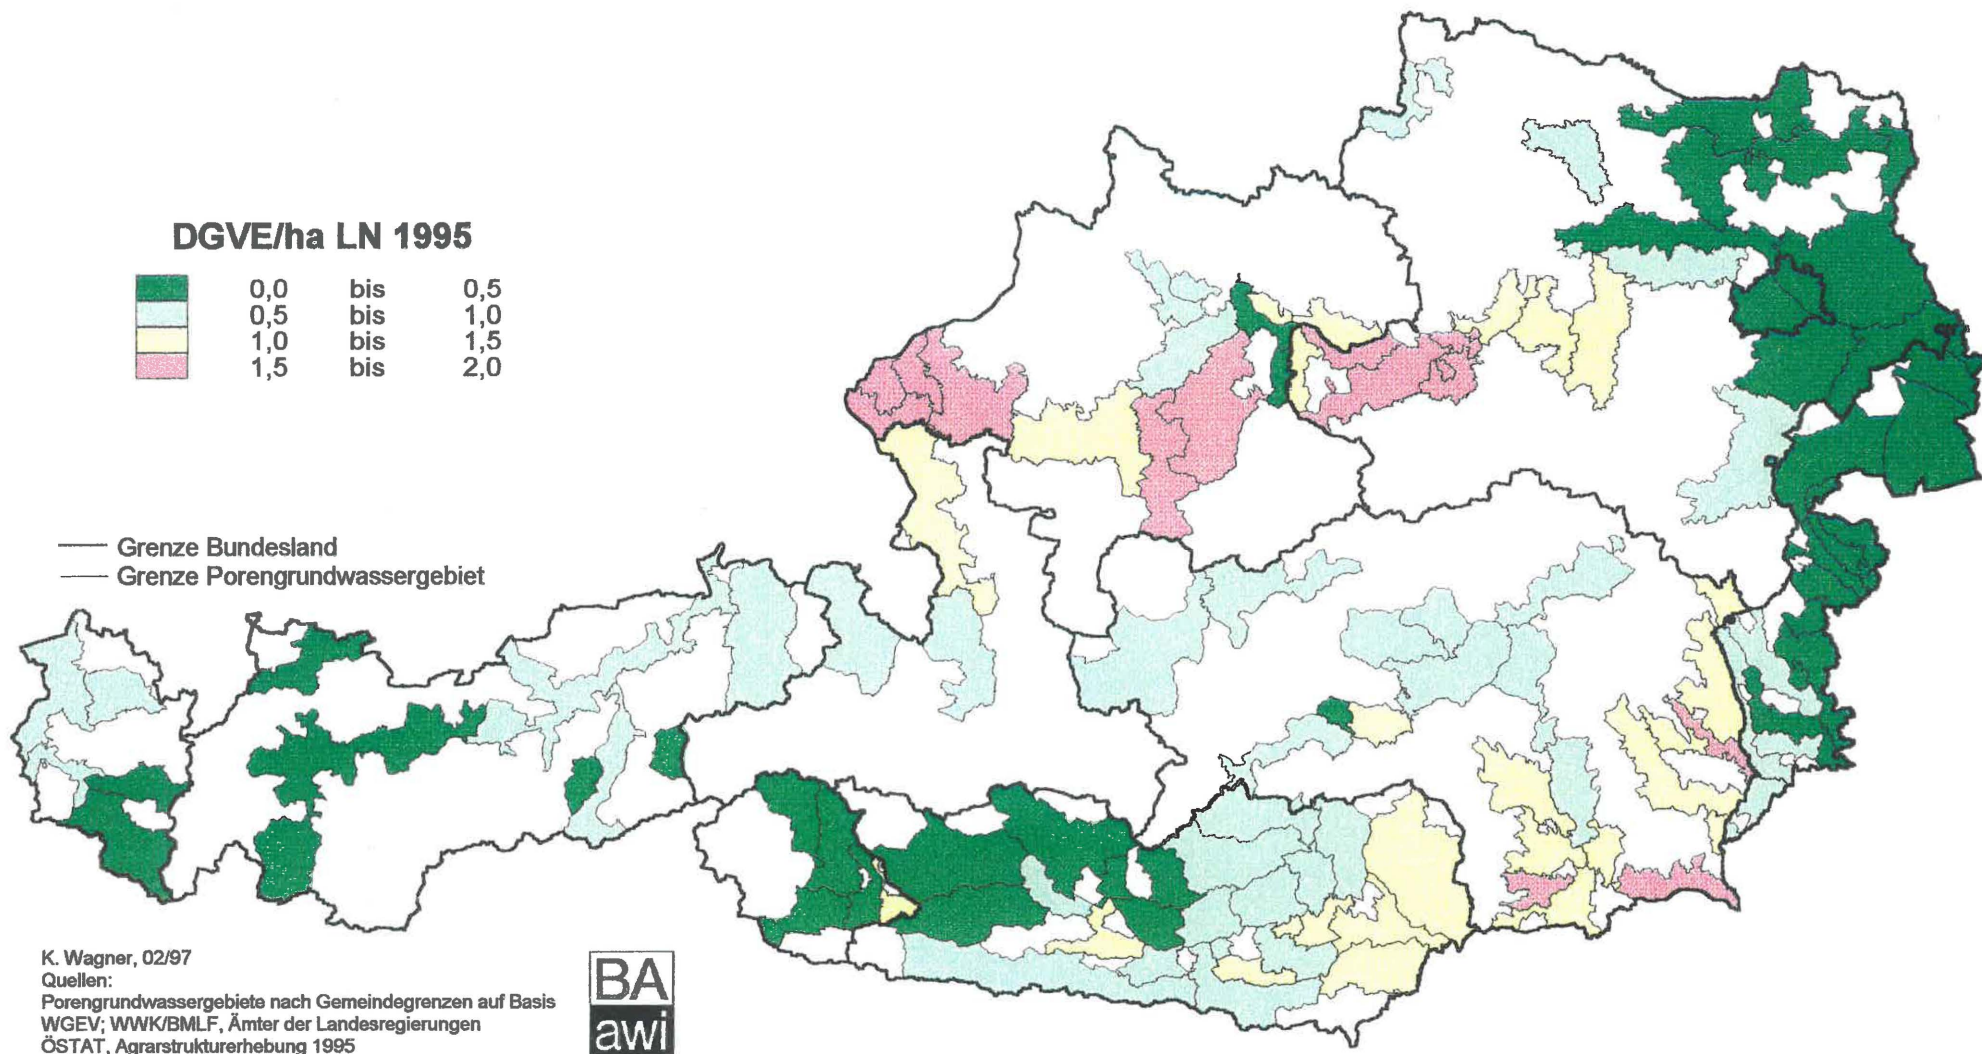 DGVE/ha LN 1995
0,0 bis 0,5
0,5 bis 1,0
1,0 bis 1,5
1,5 bis 2,0
Grenze Bundesland
Grenze Porengrundwassergebiet
K. Wagner, 02/97
Quellen:
Porengrundwassergebiete nach Gemeindegrenzen auf Basis
WGEV; WWK/BMLF, Ämter der Landesregierungen
ÖSTAT, Agrarstrukturerhebung 1995
BA
awi